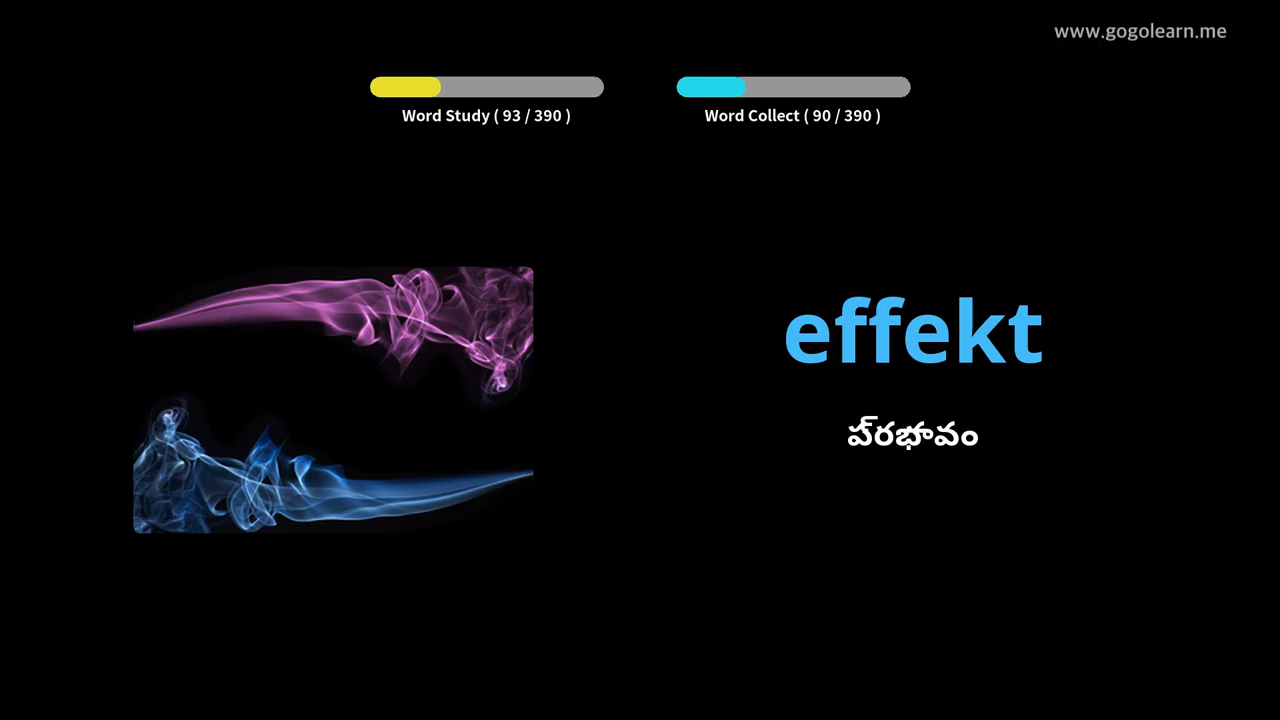 www.gogolearn.me
Word Study ( 93 / 390 )
Word Collect ( 90 / 390 )
effekt
ప్రభావం